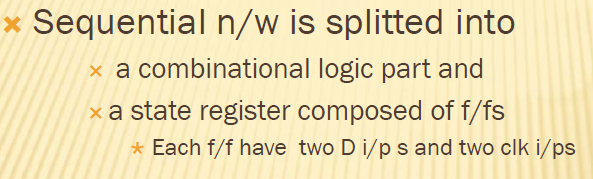 Sequential n/w is splitted into
a combinational logic part and
a state register composed of f/fs
Each f/f have two D i/p s and two clk i/ps